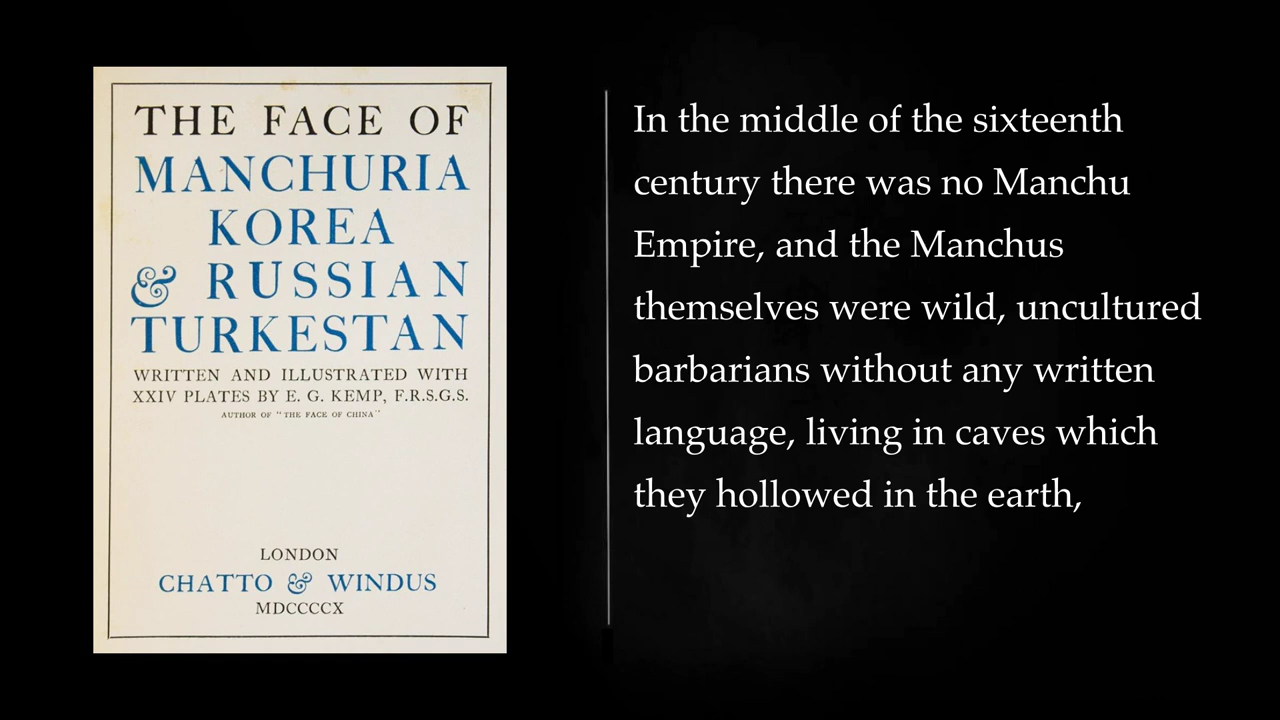 THE FACE OF
MANCHURIA
KOREA
& RUSSIAN
TURKESTAN
WRITTEN AND ILLUSTRATED WITH
XXIV PLATES BY E. G. KEMP, F.R.S.G.S.
AUTHOR OF "THE FACE OF CHINA"
LONDON
CHATTO & WINDUS
MDCCCCX
In the middle of the sixteenth
century there was no Manchu
Empire, and the Manchus
themselves were wild, uncultured
barbarians without any written
language, living in caves which
they hollowed in the earth,